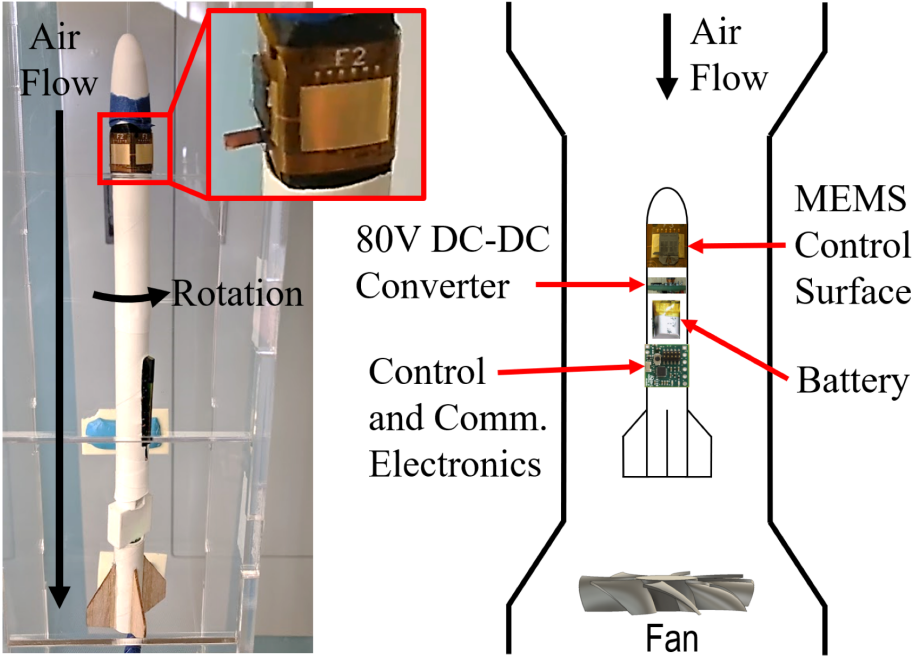 Air
Flow
F2
Rotation
Air
Flow
80V DC-DC
Converter
MEMS
Control
Surface
Control
and Comm.
Electronics
Battery
Fan